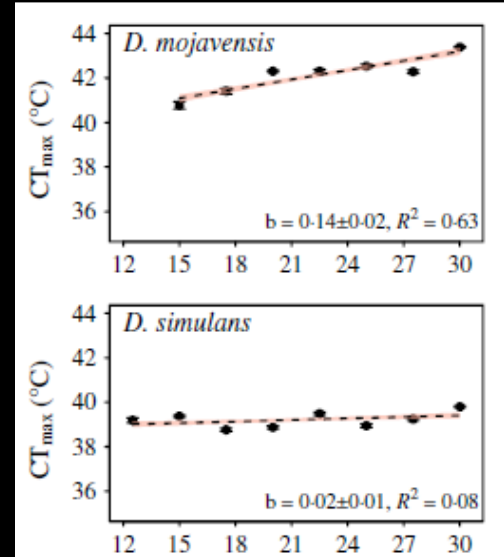 44
42
40
38
36
CTmax (°C)
D. mojavensis
b = 0·14±0·02, R² = 0·63
12 15 18 21 24 27 30
44
42
40
38
36
CTmax (°C)
D. simulans
b = 0·02±0·01, R² = 0·08
12 15 18 21 24 27 30